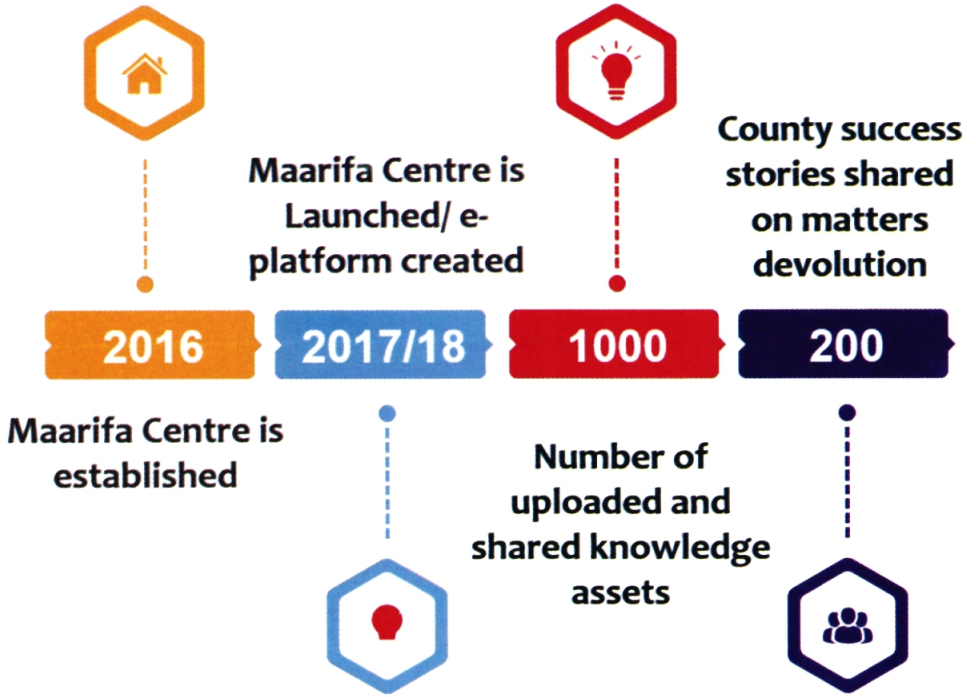 County success
stories shared
on matters
devolution
Maarifa Centre is
Launched/ e-
platform created
2016
2017/18
1000
200
Maarifa Centre is
established
Number of
uploaded and
shared knowledge
assets